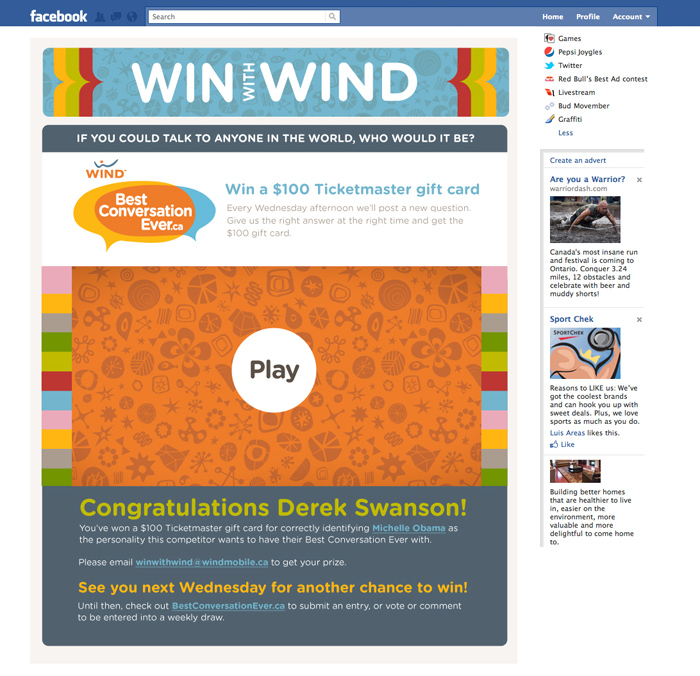 facebook
Search
Home Profile Account
WIN WITH WIND
IF YOU COULD TALK TO ANYONE IN THE WORLD, WHO WOULD IT BE?
WIND
Best
Conversation
Ever.ca
Win a $100 Ticketmaster gift card
Every Wednesday afternoon we'll post a new question.
Give us the right answer at the right time and get the
$100 gift card.
Play
Congratulations Derek Swanson!
You've won a $100 Ticketmaster gift card for correctly identifying Michelle Obama as
the personality this competitor wants to have their Best Conversation Ever with.
Please email winwithwind@windmobile.ca to get your prize.
See you next Wednesday for another chance to win!
Until then, check out BestConversationEver.ca to submit an entry, or vote or comment
to be entered into a weekly draw.
Games
Pepsi Joygles
Twitter
Red Bull's Best Ad contest
Livestream
Bud Movember
Graffiti
Less
Create an advert
Are you a Warrior?
warriordash.com
Canada's most insane run
and festival is coming to
Ontario. Conquer 3.24
miles, 12 obstacles and
celebrate with beer and
muddy shorts!
Sport Chek
SPORTCHEK
Reasons to LIKE us: We've
got the coolest brands
and can hook you up with
sweet deals. Plus, we love
sports as much as you do.
Luis Areas likes this.
Like
Building better homes
that are healthier to live
in, easier on the
environment, more
valuable and more
delightful to come home
to.